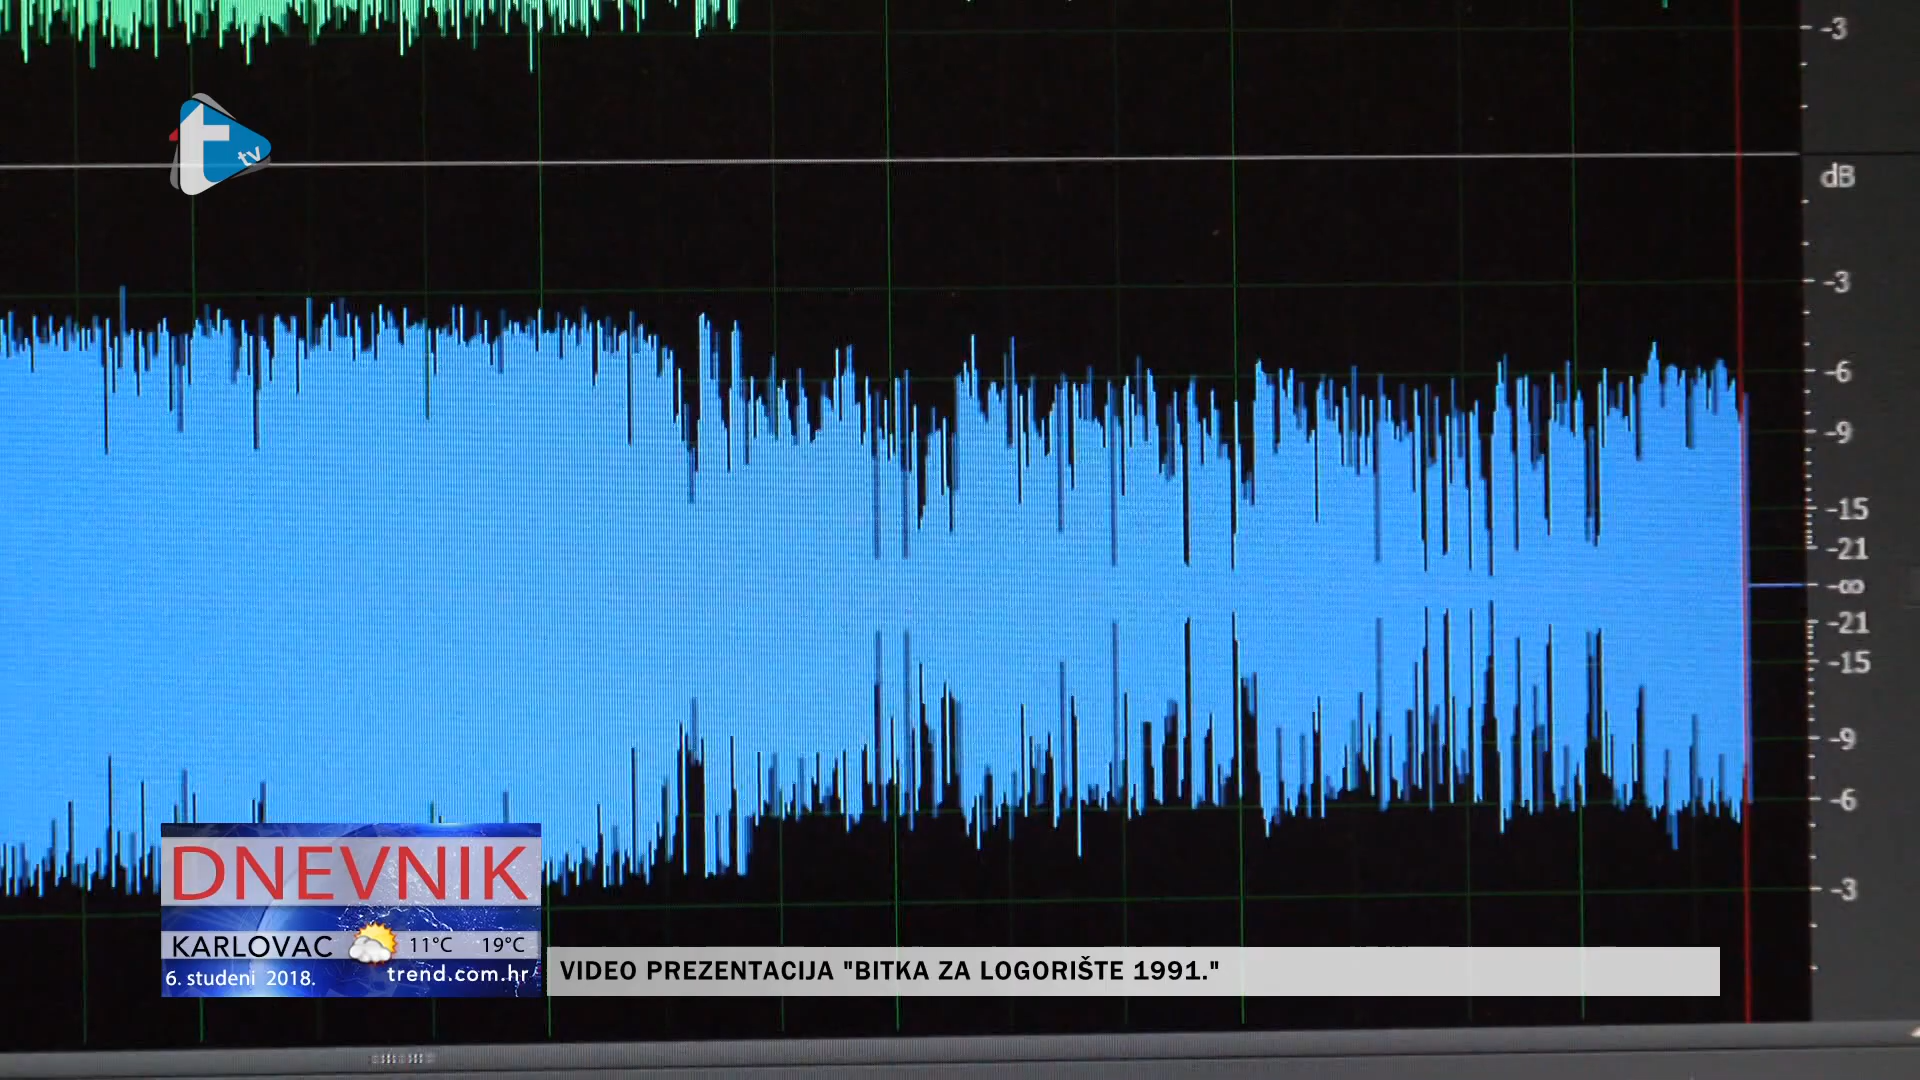 -3
t
tv
dB
-3
-6
-9
-15
-21
-∞
-21
-15
-9
-6
-3
DNEVNIK
KARLOVAC 11°C 19°C
6. studeni 2018. trend.com.hr
VIDEO PREZENTACIJA "BITKA ZA LOGORIŠTE 1991."